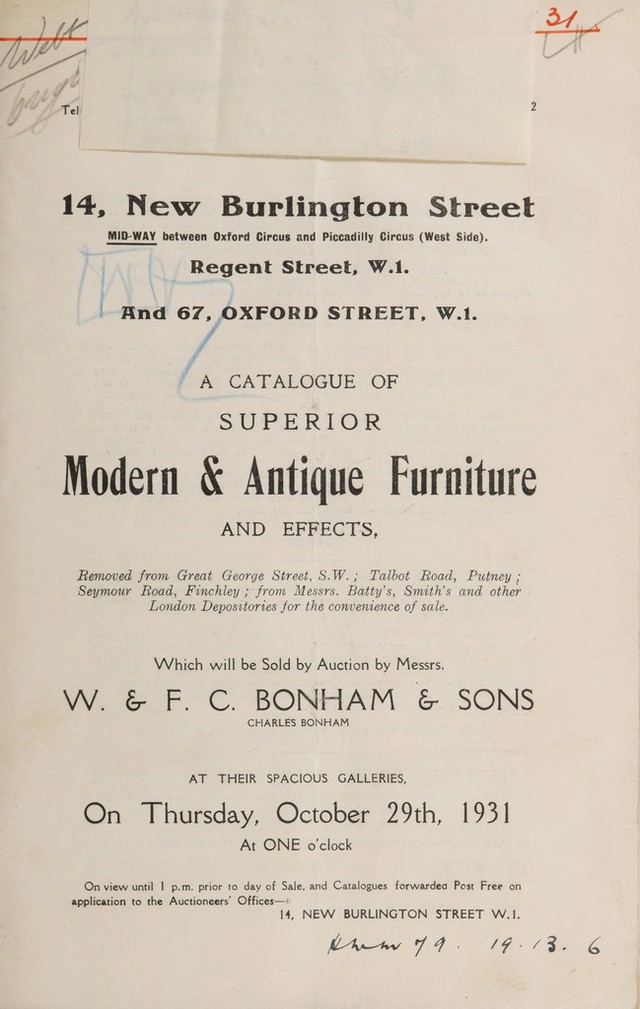 31
Tel
2
14, New Burlington Street
MID-WAY between Oxford Circus and Piccadilly Circus (West Side).
Regent Street, W.1.
And 67, OXFORD STREET, W.1.
A CATALOGUE OF
SUPERIOR
Modern & Antique Furniture
AND EFFECTS,
Removed from Great George Street, S.W. ; Talbot Road, Putney ;
Seymour Road, Finchley ; from Messrs. Batty's, Smith's and other
London Depositories for the convenience of sale.
Which will be Sold by Auction by Messrs.
W. & F. C. BONHAM & SONS
CHARLES BONHAM
AT THEIR SPACIOUS GALLERIES,
On Thursday, October 29th, 1931
At ONE o'clock
On view until 1 p.m. prior to day of Sale, and Catalogues forwarded Post Free on
application to the Auctioneers' Offices—
14, NEW BURLINGTON STREET W.1.
79. 19.13.6